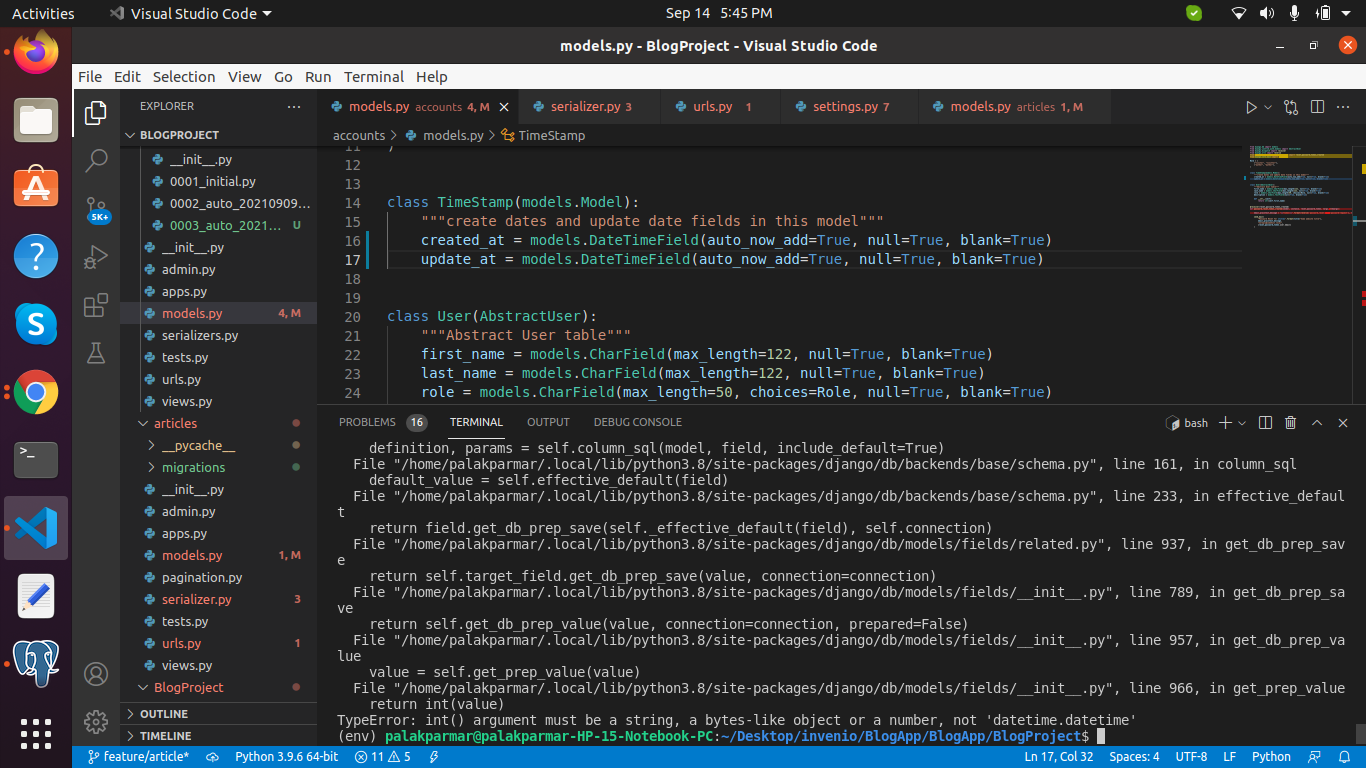 Activities
Visual Studio Code
Sep 14 5:45 PM
models.py - BlogProject - Visual Studio Code
File Edit Selection View Go Run Terminal Help
EXPLORER
models.py accounts 4, M
serializer.py 3
urls.py 1
settings.py 7
models.py articles 1, M
BLOGPROJECT
__init__.py
0001_initial.py
0002_auto_20210909...
0003_auto_2021... U
__init__.py
admin.py
apps.py
models.py 4, M
serializers.py
tests.py
urls.py
views.py
articles
__pycache__
migrations
__init__.py
admin.py
apps.py
models.py 1, M
pagination.py
serializer.py 3
tests.py
urls.py 1
views.py
BlogProject
OUTLINE
TIMELINE
5K+
accounts > models.py > TimeStamp
11 )
12
13
14 class TimeStamp(models.Model):
15 """create dates and update date fields in this model"""
16 created_at = models.DateTimeField(auto_now_add=True, null=True, blank=True)
17 update_at = models.DateTimeField(auto_now_add=True, null=True, blank=True)
18
19
20 class User(AbstractUser):
21 """Abstract User table"""
22 first_name = models.CharField(max_length=122, null=True, blank=True)
23 last_name = models.CharField(max_length=122, null=True, blank=True)
24 role = models.CharField(max_length=50, choices=Role, null=True, blank=True)
PROBLEMS 16 TERMINAL OUTPUT DEBUG CONSOLE
bash
definition, params = self.column_sql(model, field, include_default=True)
File "/home/palakparmar/.local/lib/python3.8/site-packages/django/db/backends/base/schema.py", line 161, in column_sql
default_value = self.effective_default(field)
File "/home/palakparmar/.local/lib/python3.8/site-packages/django/db/backends/base/schema.py", line 233, in effective_defaul
t
return field.get_db_prep_save(self._effective_default(field), self.connection)
File "/home/palakparmar/.local/lib/python3.8/site-packages/django/db/models/fields/related.py", line 937, in get_db_prep_sav
e
return self.target_field.get_db_prep_save(value, connection=connection)
File "/home/palakparmar/.local/lib/python3.8/site-packages/django/db/models/fields/__init__.py", line 789, in get_db_prep_sa
ve
return self.get_db_prep_value(value, connection=connection, prepared=False)
File "/home/palakparmar/.local/lib/python3.8/site-packages/django/db/models/fields/__init__.py", line 957, in get_db_prep_va
lue
value = self.get_prep_value(value)
File "/home/palakparmar/.local/lib/python3.8/site-packages/django/db/models/fields/__init__.py", line 966, in get_prep_value
return int(value)
TypeError: int() argument must be a string, a bytes-like object or a number, not 'datetime.datetime'
(env) palakparmar@palakparmar-HP-15-Notebook-PC:~/Desktop/invenio/BlogApp/BlogApp/BlogProject$
feature/article* Python 3.9.6 64-bit 11 5 Ln 17, Col 32 Spaces: 4 UTF-8 LF Python